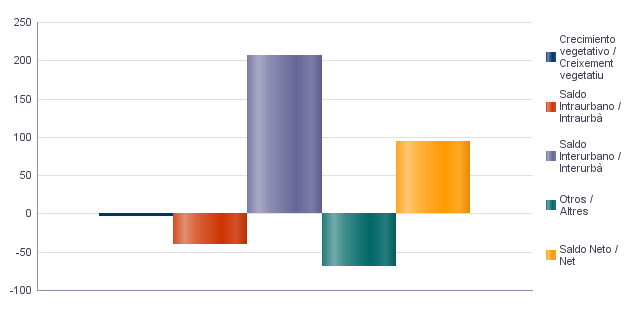 250
200
150
100
50
0
-50
-100
Crecimiento
vegetativo /
Creixement
vegetatiu
Saldo
Intraurbano /
Intraurbà
Saldo
Interurbano /
Interurbà
Otros /
Altres
Saldo Neto /
Net